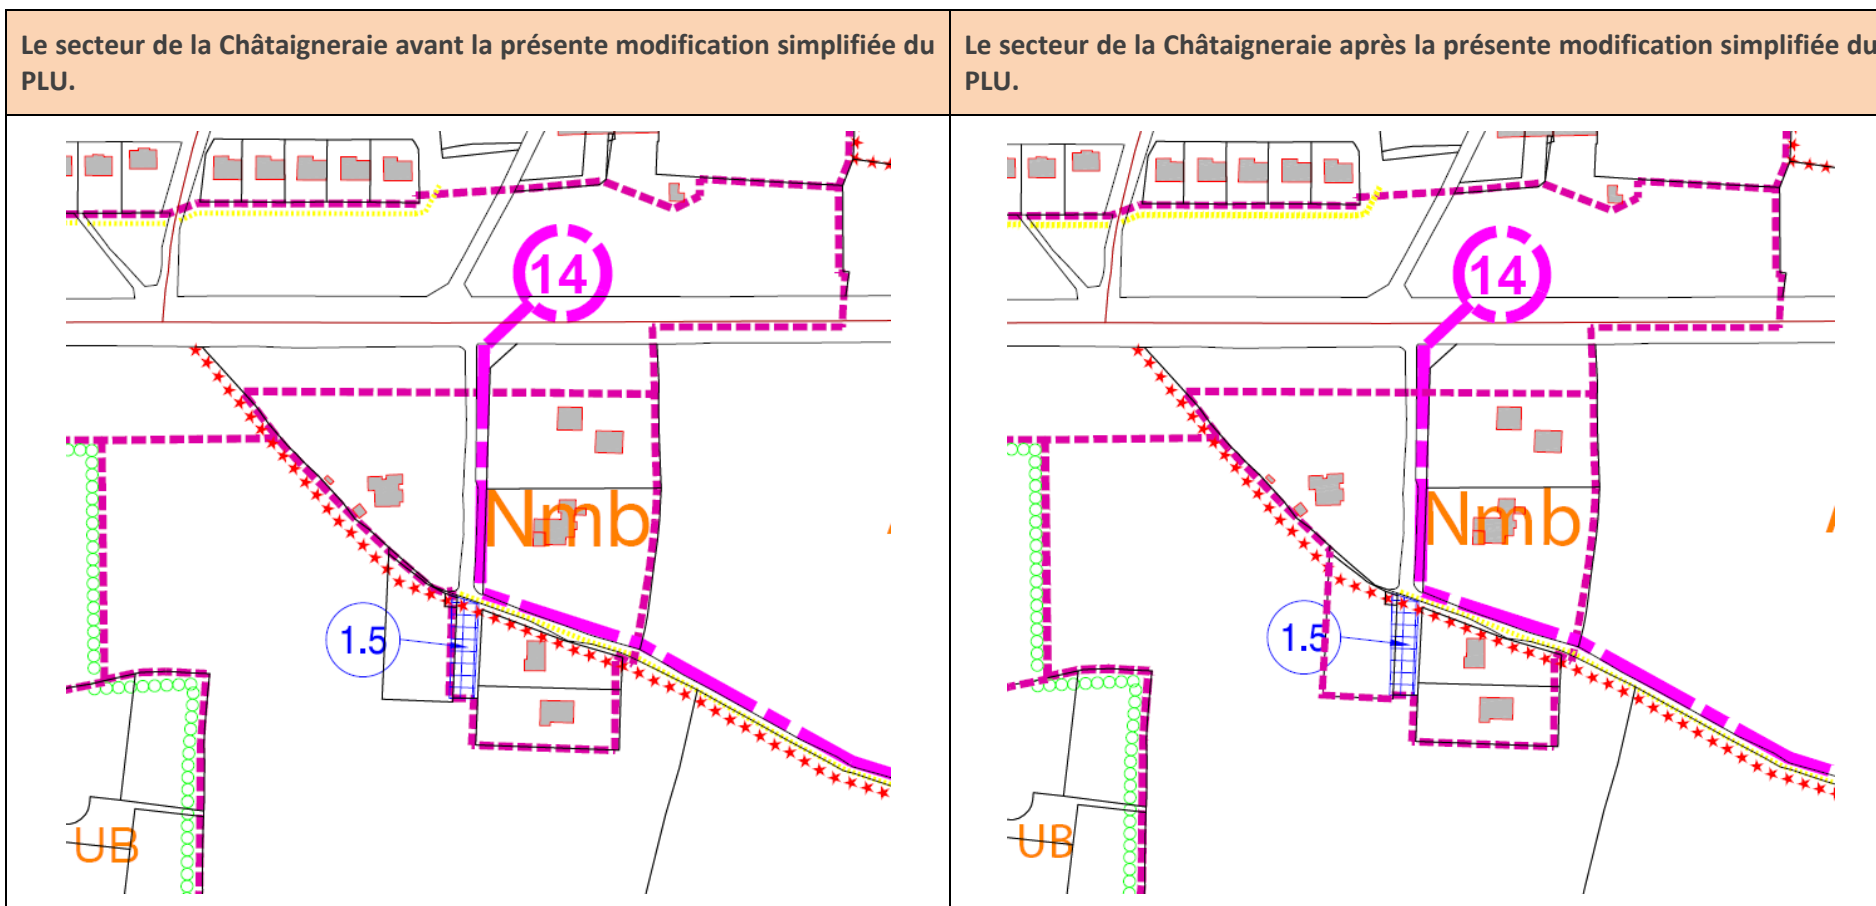 Le secteur de la Châtaigneraie avant la présente modification simplifiée du
PLU.
Le secteur de la Châtaigneraie après la présente modification simplifiée du
PLU.
14
Nmb
1.5
UB
14
Nmb
1.5
UB